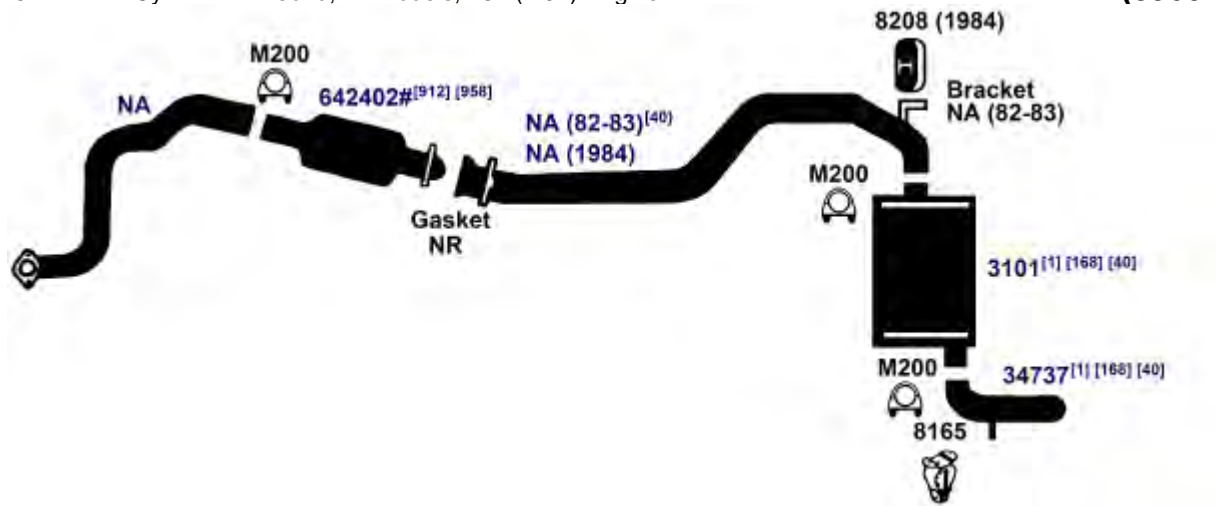 8208 (1984)
M200
Bracket
NA (82-83)
NA
642402#[912] [958]
NA (82-83)[40]
NA (1984)
M200
Gasket
NR
3101[1] [168] [40]
M200
34737[1] [168] [40]
8165